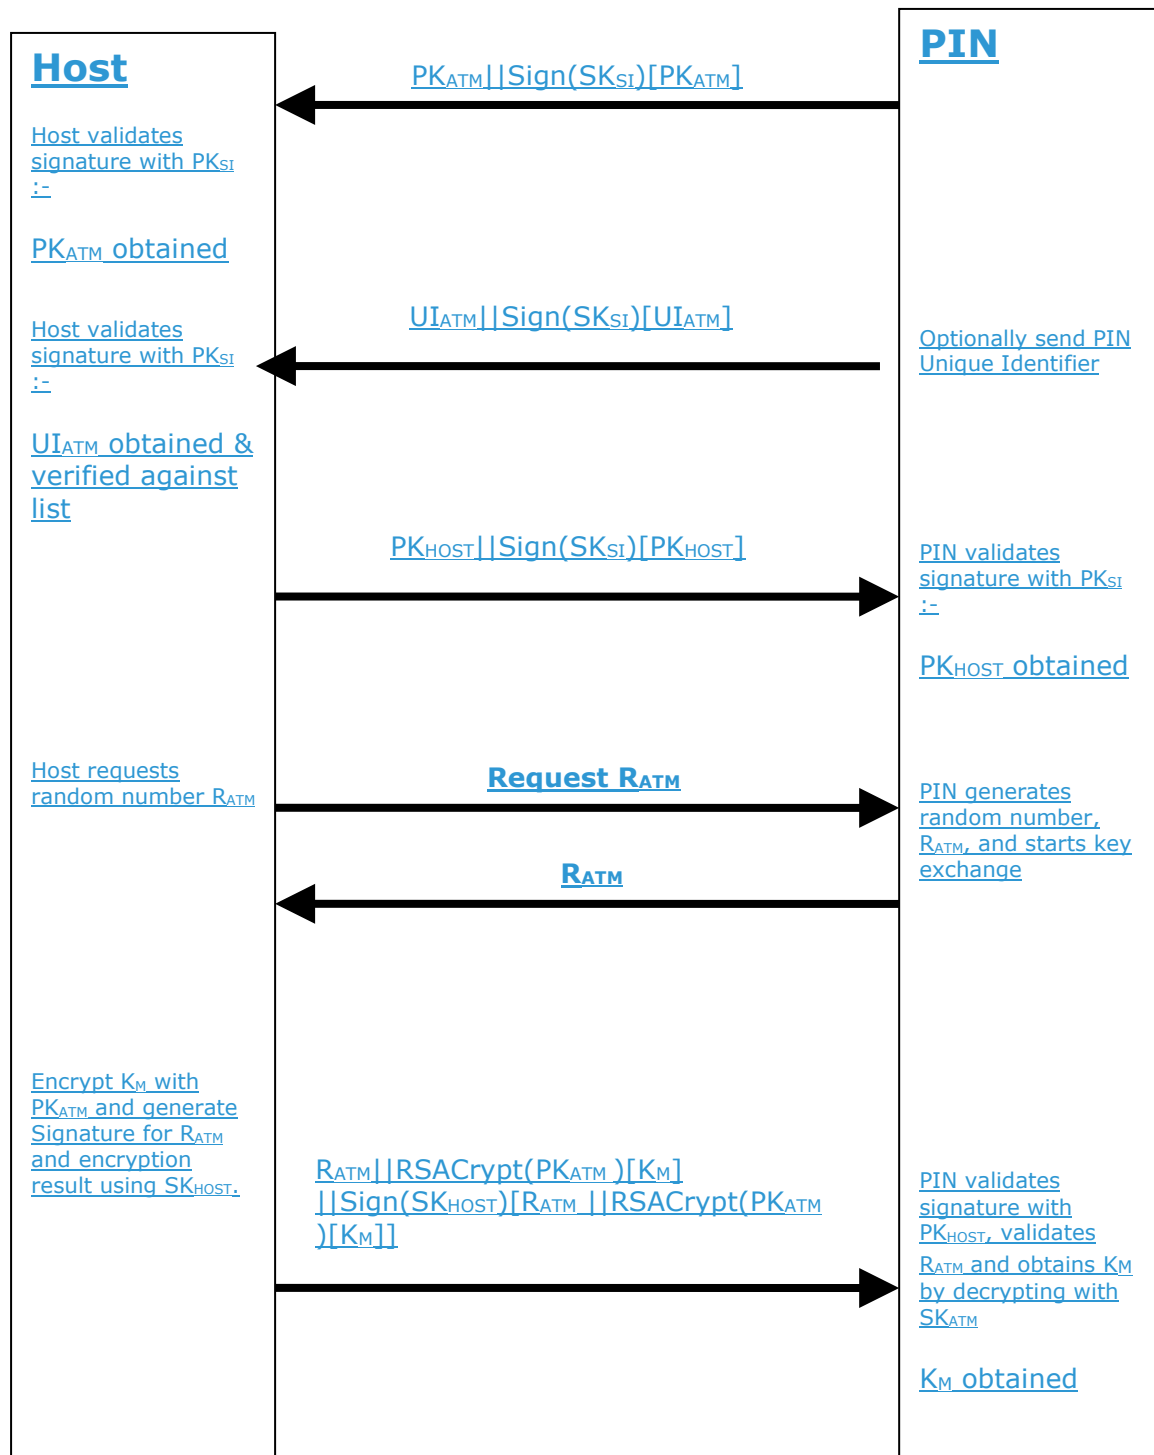 Host
PIN
PKATM||Sign(SKSI)[PKATM]
Host validates
signature with PKSI
:-
PKATM obtained
UIATM||Sign(SKSI)[UIATM]
Host validates
signature with PKSI
:-
Optionally send PIN
Unique Identifier
UIATM obtained &
verified against
list
PKHOST||Sign(SKSI)[PKHOST]
PIN validates
signature with PKSI
:-
PKHOST obtained
Host requests
random number RATM
Request RATM
PIN generates
random number,
RATM, and starts key
exchange
RATM
Encrypt KM with
PKATM and generate
Signature for RATM
and encryption
result using SKHOST.
RATM||RSACrypt(PKATM )[KM]
||Sign(SKHOST)[RATM ||RSACrypt(PKATM
)[KM]]
PIN validates
signature with
PKHOST, validates
RATM and obtains KM
by decrypting with
SKATM
KM obtained